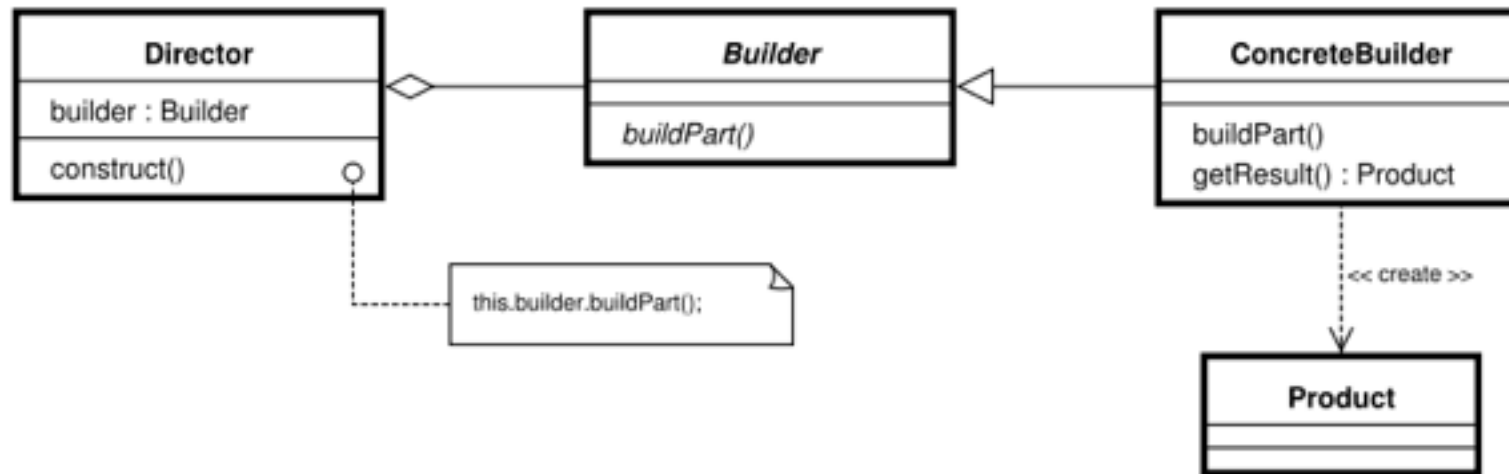 Director
builder : Builder
construct()
Builder
buildPart()
ConcreteBuilder
buildPart()
getResult() : Product
this.builder.buildPart();
<< create >>
Product